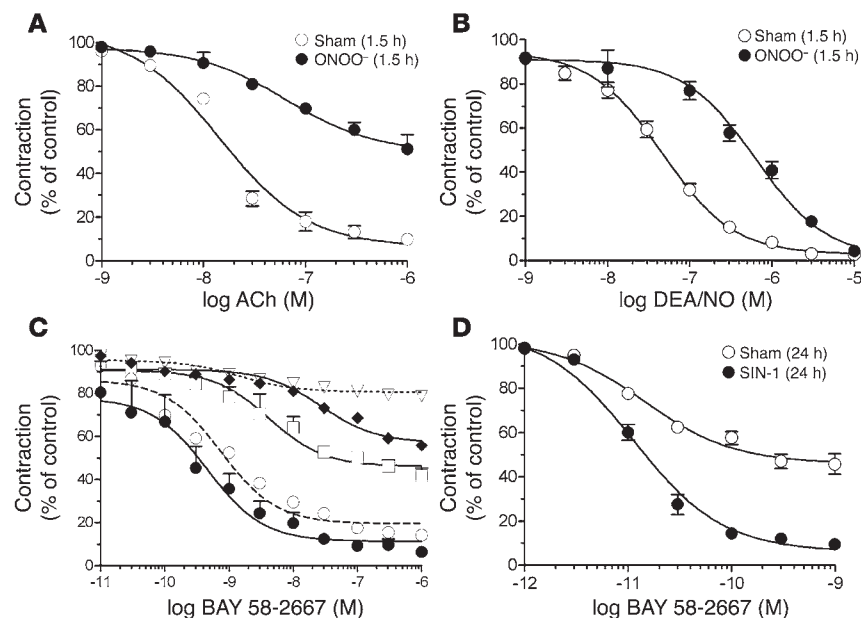 A
Contraction
(% of control)
100
80
60
40
20
0
-9
-8
-7
-6
log ACh (M)
Sham (1.5 h)
ONOO⁻ (1.5 h)
B
Contraction
(% of control)
100
80
60
40
20
0
-9
-8
-7
-6
-5
log DEA/NO (M)
Sham (1.5 h)
ONOO⁻ (1.5 h)
C
Contraction
(% of control)
100
80
60
40
20
0
-11
-10
-9
-8
-7
-6
log BAY 58-2667 (M)
D
Contraction
(% of control)
100
80
60
40
20
0
-12
-11
-10
-9
log BAY 58-2667 (M)
Sham (24 h)
SIN-1 (24 h)